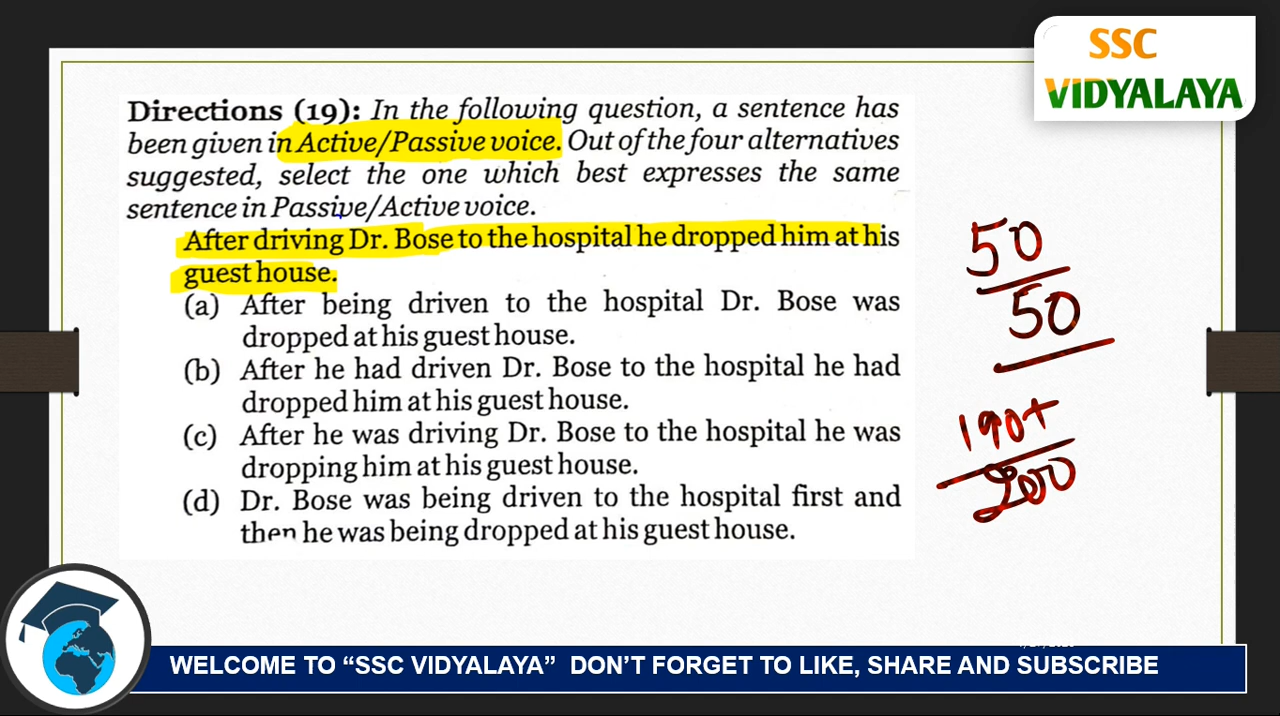 SSC
VIDYALAYA
Directions (19): In the following question, a sentence has
been given in Active/Passive voice. Out of the four alternatives
suggested, select the one which best expresses the same
sentence in Passive/Active voice.
After driving Dr. Bose to the hospital he dropped him at his
guest house.
(a) After being driven to the hospital Dr. Bose was
dropped at his guest house.
(b) After he had driven Dr. Bose to the hospital he had
dropped him at his guest house.
(c) After he was driving Dr. Bose to the hospital he was
dropping him at his guest house.
(d) Dr. Bose was being driven to the hospital first and
then he was being dropped at his guest house.
50
50
190+
200
WELCOME TO “SSC VIDYALAYA” DON’T FORGET TO LIKE, SHARE AND SUBSCRIBE